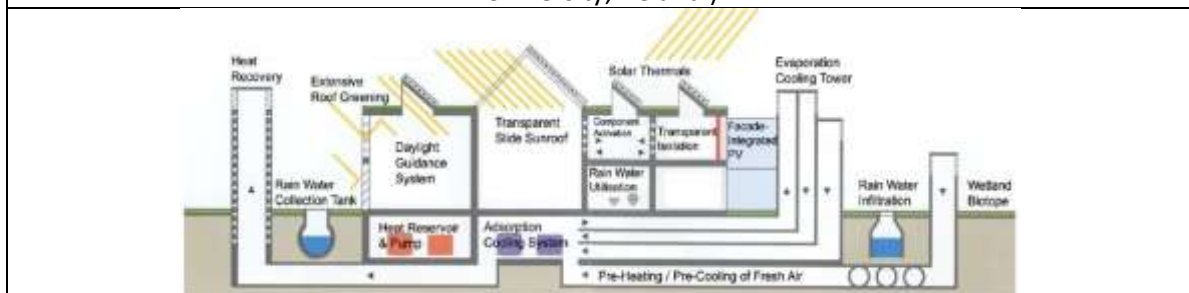 Heat
Recovery
Extensive
Roof Greening
Solar Thermals
Evaporation
Cooling Tower
Daylight
Guidance
System
Transparent
Slide Sunroof
Component
Activation
Transparent
Isolation
Facade-
Integrated
PV
Rain Water
Collection Tank
Rain Water
Utilisation
Rain Water
Infiltration
Wetland
Biotope
Heat Reservoir
& Pump
Adsorption
Cooling System
Pre-Heating / Pre-Cooling of Fresh Air